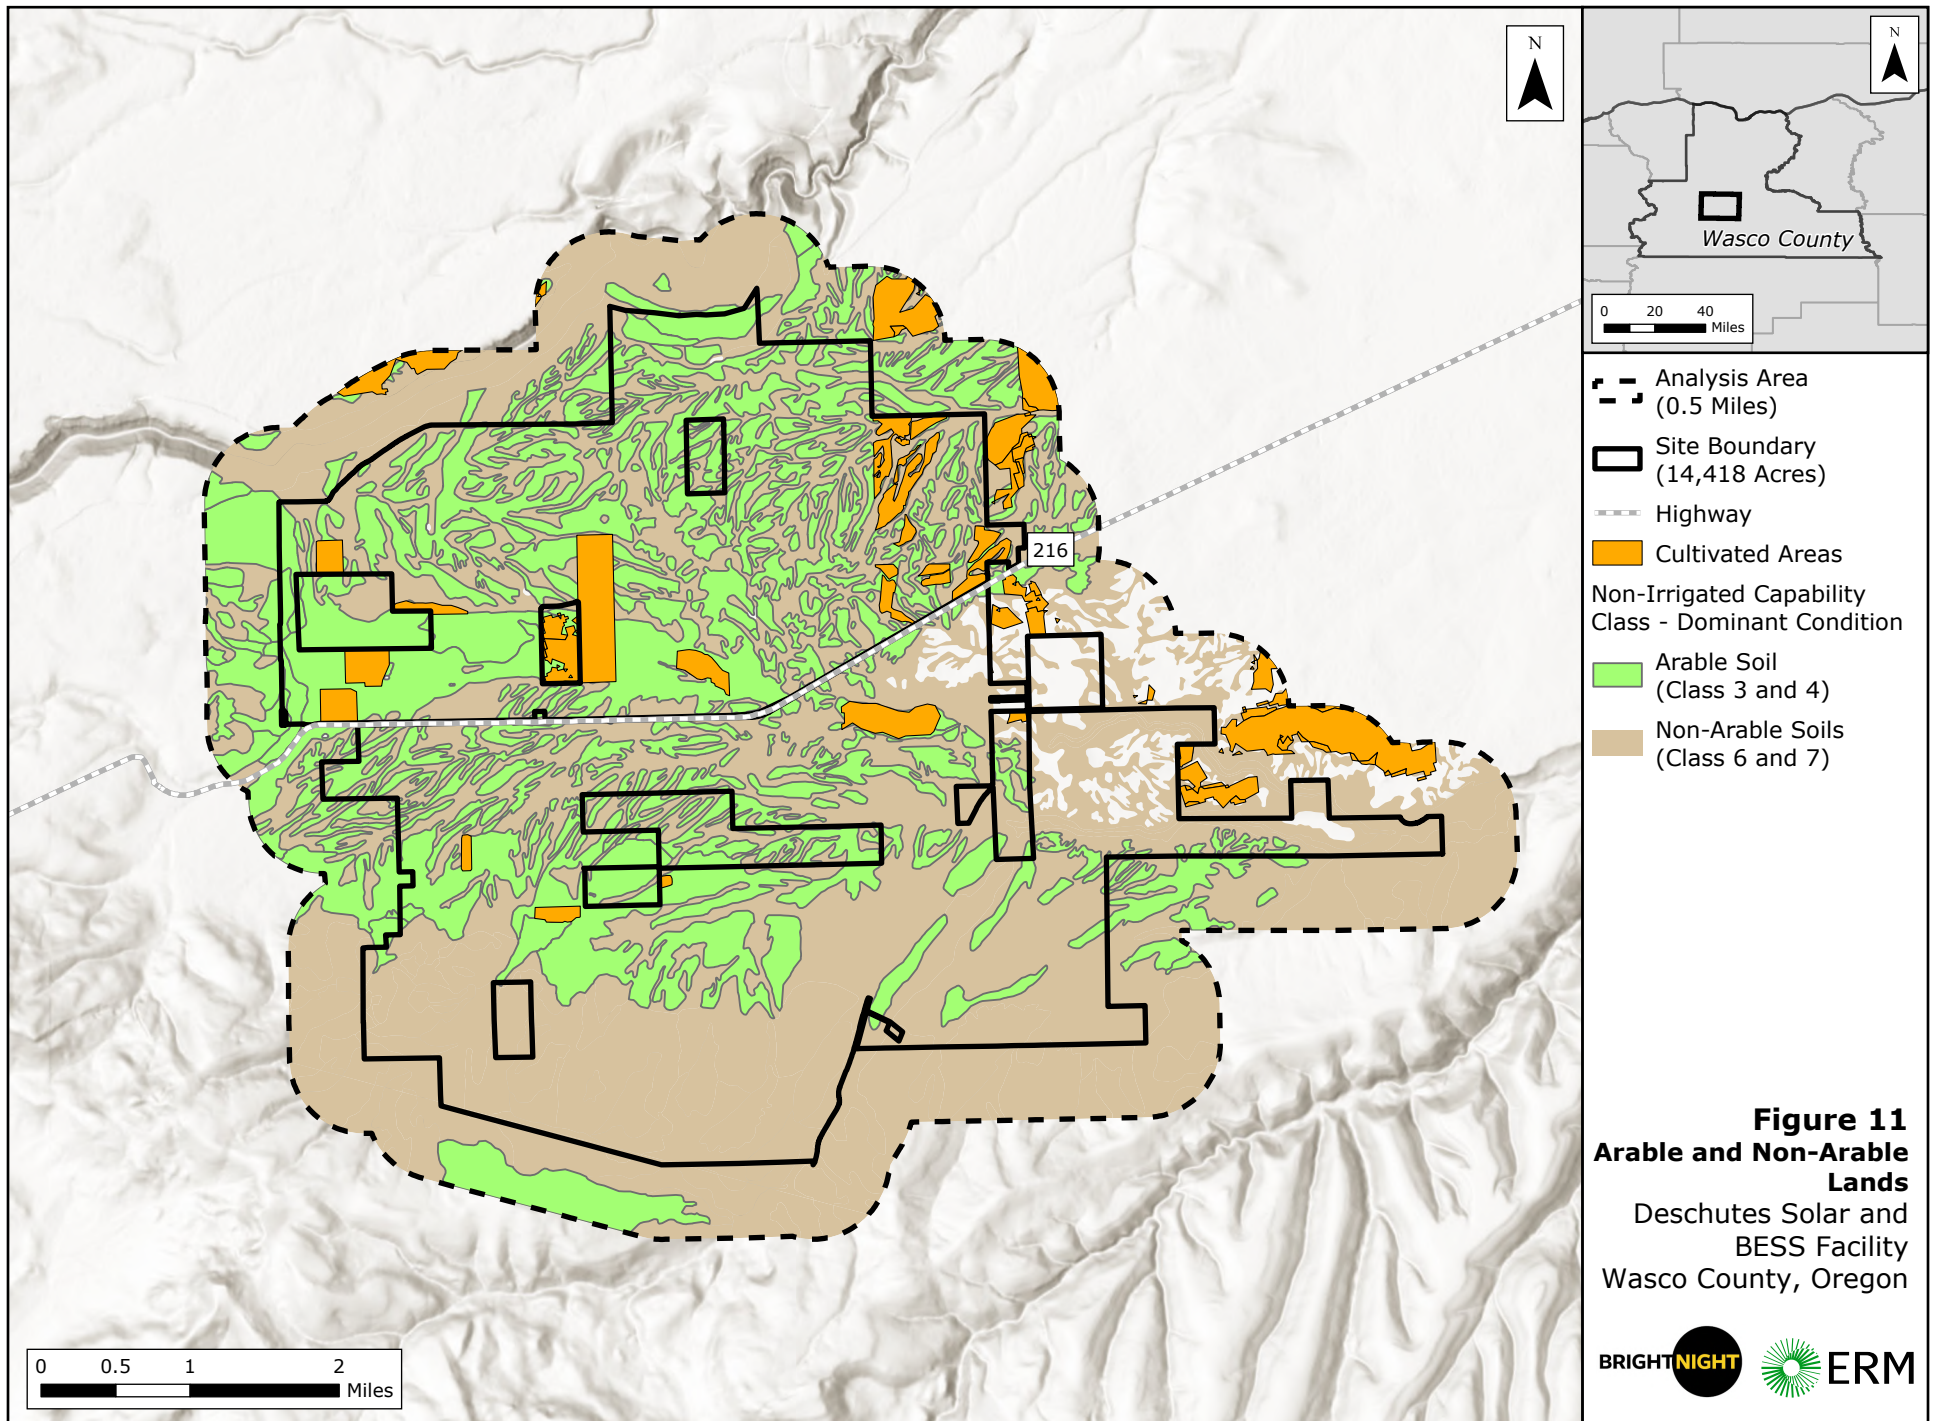 N
216
0 0.5 1 2
Miles
N
Wasco County
0 20 40
Miles
Analysis Area
(0.5 Miles)
Site Boundary
(14,418 Acres)
Highway
Cultivated Areas
Non-Irrigated Capability
Class - Dominant Condition
Arable Soil
(Class 3 and 4)
Non-Arable Soils
(Class 6 and 7)
Figure 11
Arable and Non-Arable
Lands
Deschutes Solar and
BESS Facility
Wasco County, Oregon
BRIGHTNIGHT
ERM